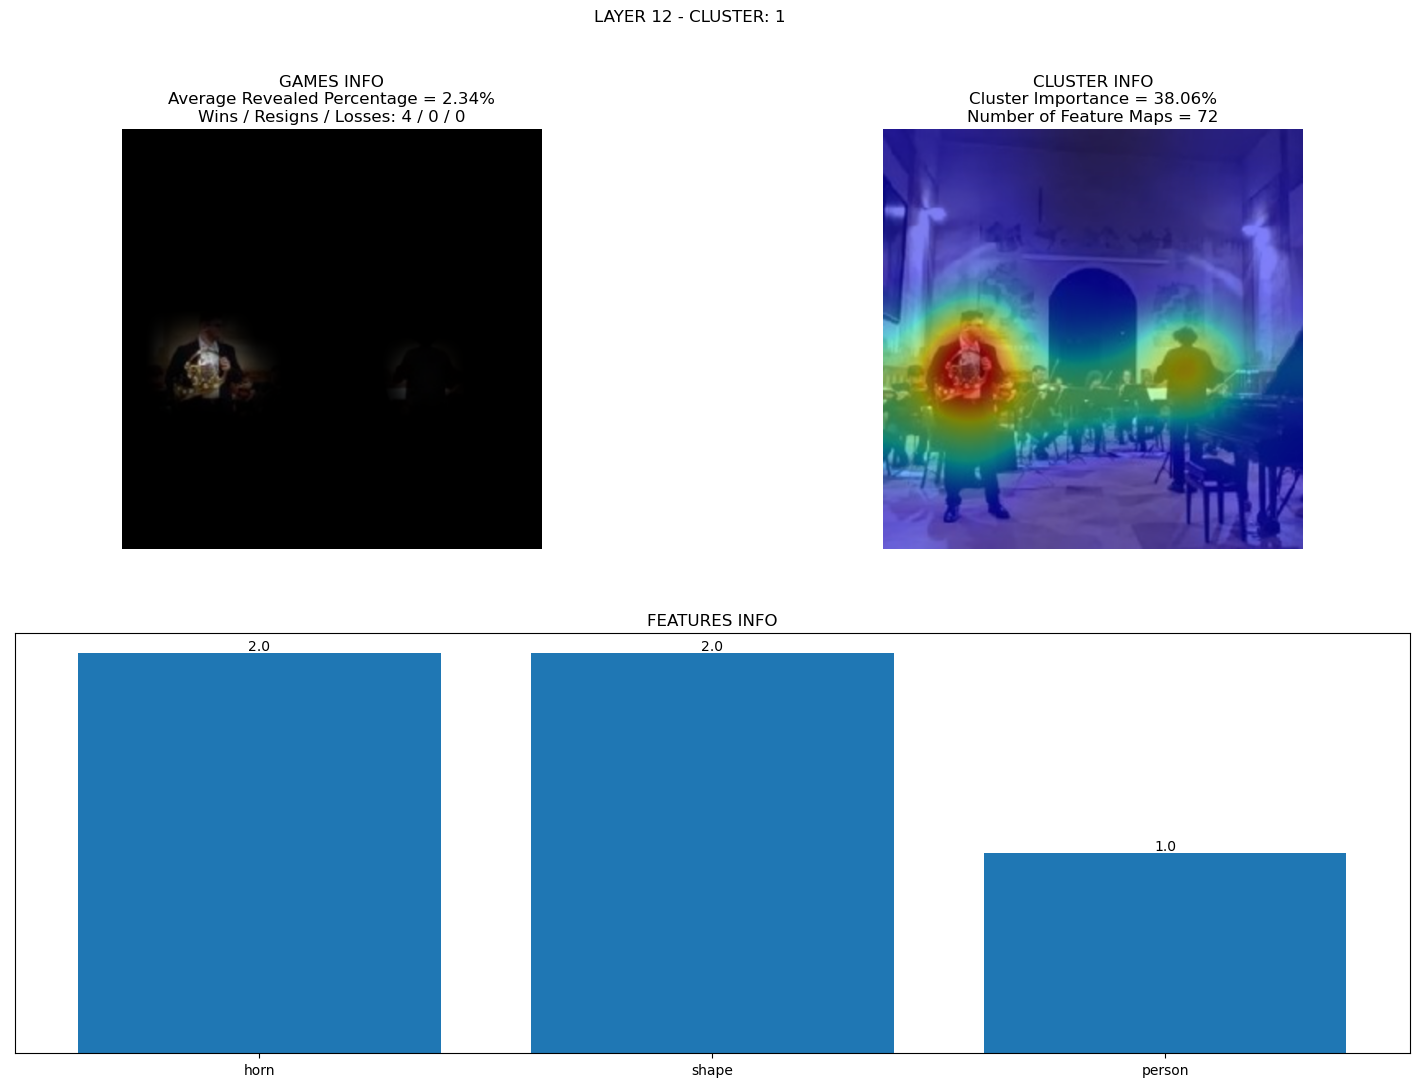 LAYER 12 - CLUSTER: 1
GAMES INFO
Average Revealed Percentage = 2.34%
Wins / Resigns / Losses: 4 / 0 / 0
CLUSTER INFO
Cluster Importance = 38.06%
Number of Feature Maps = 72
FEATURES INFO
2.0
2.0
1.0
horn
shape
person